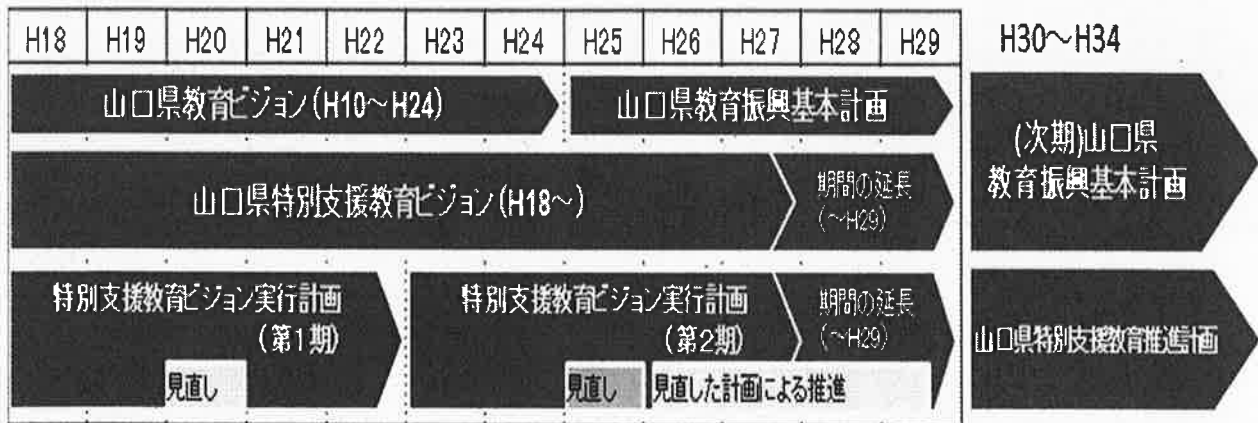 H18 H19 H20 H21 H22 H23 H24 H25 H26 H27 H28 H29 H30～H34
山口県教育ビジョン(H10～H24)
山口県教育振興基本計画
(次期)山口県
教育振興基本計画
山口県特別支援教育ビジョン(H18～)
期間の延長
(～H29)
特別支援教育ビジョン実行計画
(第1期)
見直し
特別支援教育ビジョン実行計画
(第2期)
期間の延長
(～H29)
見直し
見直した計画による推進
山口県特別支援教育推進計画